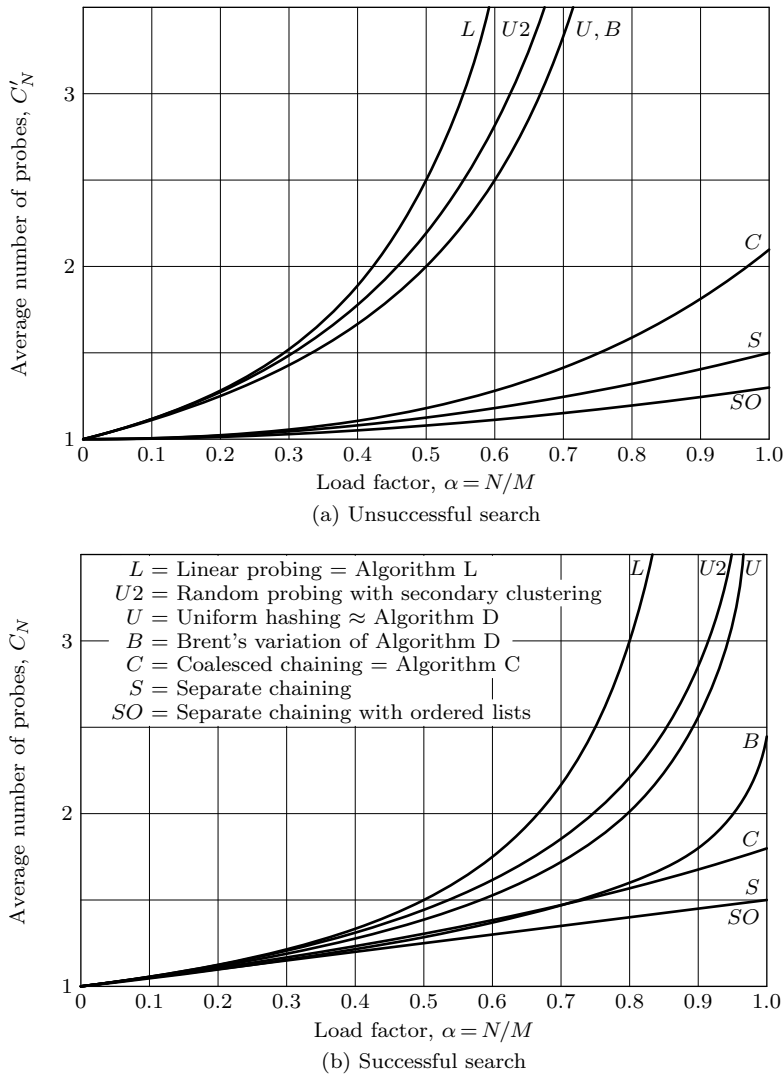 L U2 U, B
3
2
1
C
S
SO
0 0.1 0.2 0.3 0.4 0.5 0.6 0.7 0.8 0.9 1.0
Average number of probes, C′N
Load factor, α = N/M
(a) Unsuccessful search
L = Linear probing = Algorithm L
U2 = Random probing with secondary clustering
U = Uniform hashing ≈ Algorithm D
B = Brent's variation of Algorithm D
C = Coalesced chaining = Algorithm C
S = Separate chaining
SO = Separate chaining with ordered lists
L U2 U
3
2
1
B
C
S
SO
0 0.1 0.2 0.3 0.4 0.5 0.6 0.7 0.8 0.9 1.0
Average number of probes, CN
Load factor, α = N/M
(b) Successful search